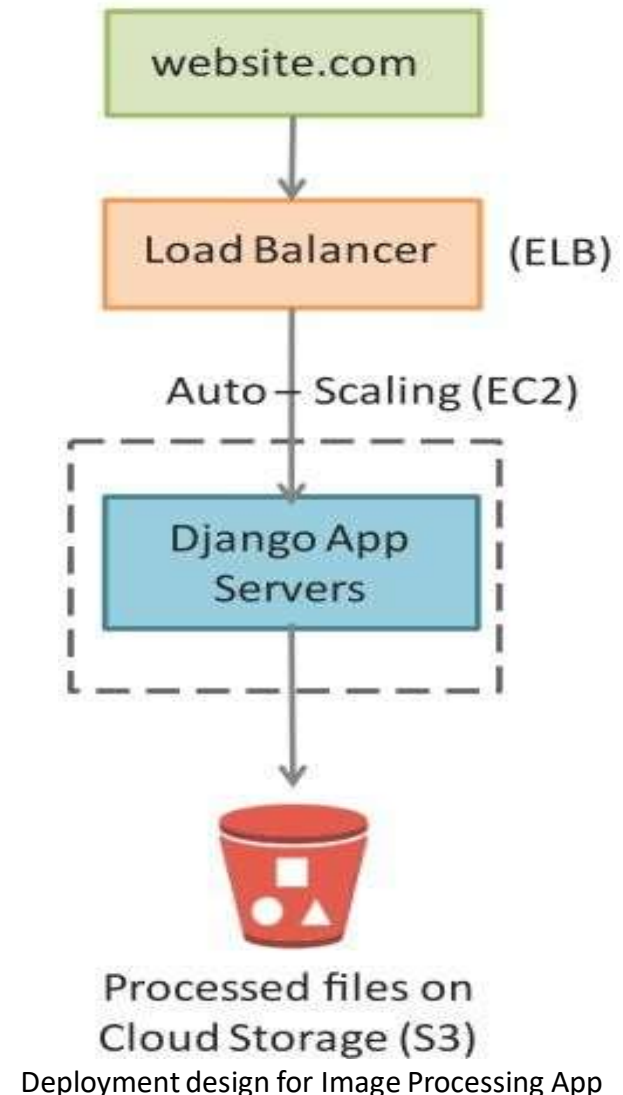 website.com
Load Balancer (ELB)
Auto – Scaling (EC2)
Django App
Servers
Processed files on
Cloud Storage (S3)
Deployment design for Image Processing App